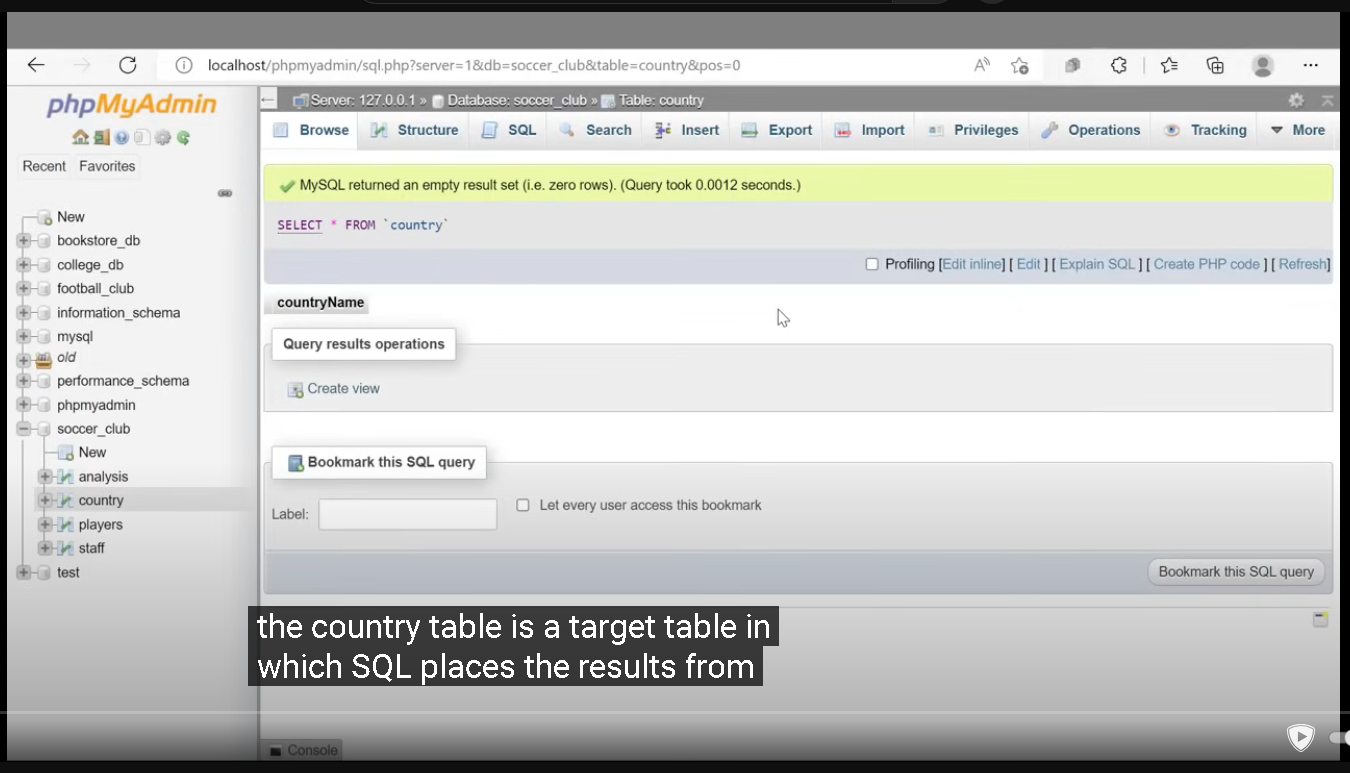 localhost/phpmyadmin/sql.php?server=1&db=soccer_club&table=country&pos=0
phpMyAdmin
Recent Favorites
New
bookstore_db
college_db
football_club
information_schema
mysql
old
performance_schema
phpmyadmin
soccer_club
New
analysis
country
players
staff
test
Server: 127.0.0.1 » Database: soccer_club » Table: country
Browse Structure SQL Search Insert Export Import Privileges Operations Tracking More
MySQL returned an empty result set (i.e. zero rows). (Query took 0.0012 seconds.)
SELECT * FROM `country`
Profiling [Edit inline] [ Edit ] [ Explain SQL ] [ Create PHP code ] [ Refresh]
countryName
Query results operations
Create view
Bookmark this SQL query
Label: Let every user access this bookmark
Bookmark this SQL query
the country table is a target table in
which SQL places the results from
Console